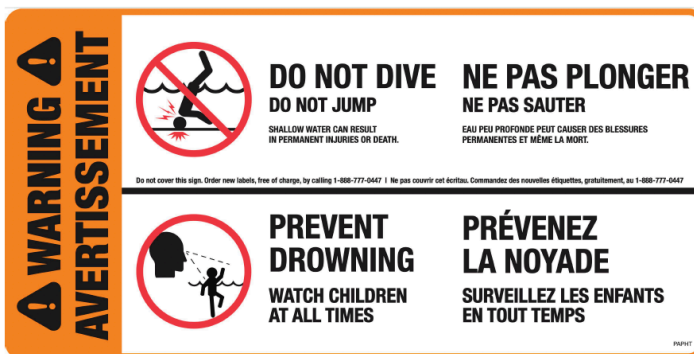 WARNING
AVERTISSEMENT
DO NOT DIVE
DO NOT JUMP
SHALLOW WATER CAN RESULT
IN PERMANENT INJURIES OR DEATH.
NE PAS PLONGER
NE PAS SAUTER
EAU PEU PROFONDE PEUT CAUSER DES BLESSURES
PERMANENTES ET MÊME LA MORT.
Do not cover this sign. Order new labels, free of charge, by calling 1-888-777-0447 I Ne pas couvrir cet écritau. Commandez des nouvelles étiquettes, gratuitement, au 1-888-777-0447
PREVENT
DROWNING
WATCH CHILDREN
AT ALL TIMES
PRÉVENEZ
LA NOYADE
SURVEILLEZ LES ENFANTS
EN TOUT TEMPS
PAPHT